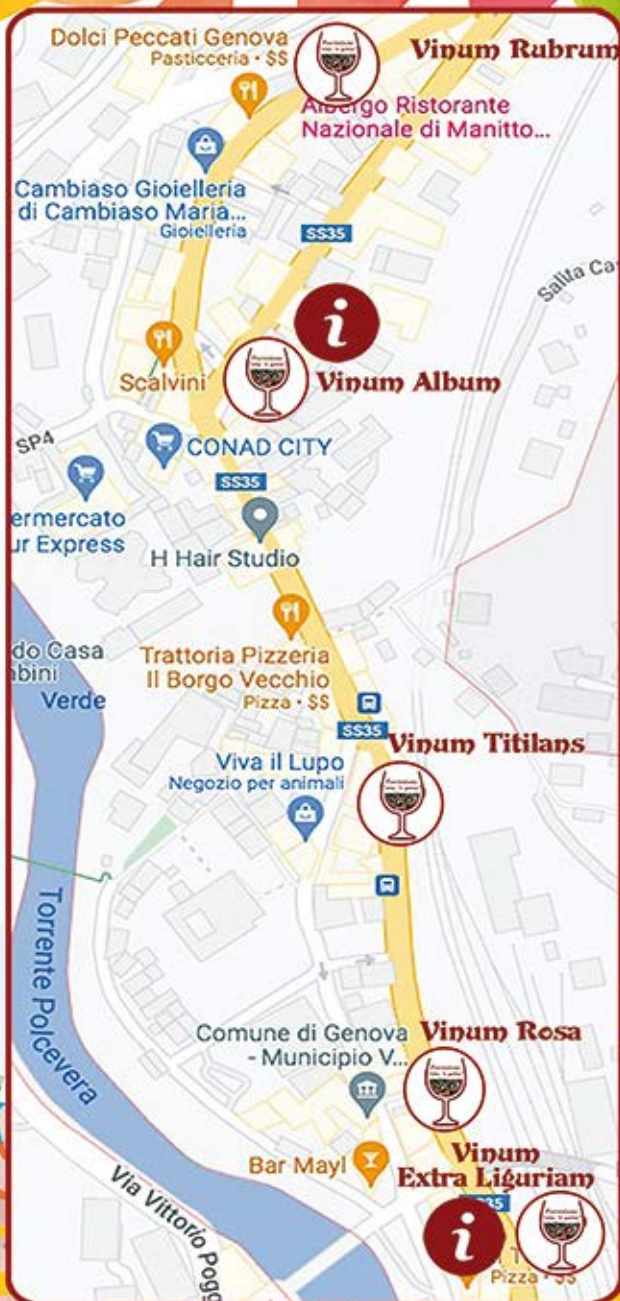 Dolci Peccati Genova
Pasticceria · $$
Vinum Rubrum
Albergo Ristorante
Nazionale di Manitto...
Cambiaso Gioielleria
di Cambiaso Maria...
Gioielleria
SS35
Salita Ca
Scalvini
Vinum Album
SP4
CONAD CITY
SS35
ermercato
ur Express
H Hair Studio
do Casa
bini
Verde
Trattoria Pizzeria
Il Borgo Vecchio
Pizza · $$
SS35
Vinum Titilans
Viva il Lupo
Negozio per animali
Torrente Polcevera
Comune di Genova
- Municipio V...
Vinum Rosa
Bar Mayl
Vinum
Extra Liguriam
35
Via Vittorio Pogg
Pizza · $$